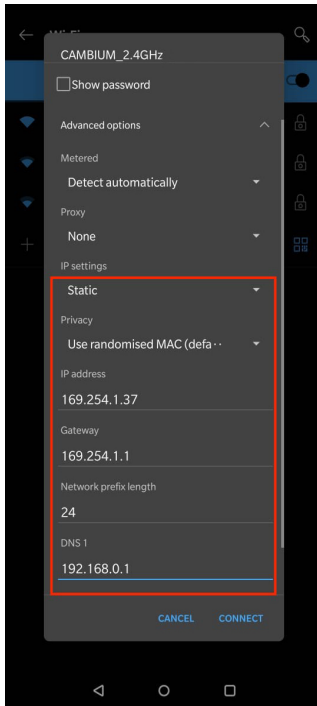 CAMBIUM_2.4GHz
Show password
Advanced options
Metered
Detect automatically
Proxy
None
IP settings
Static
Privacy
Use randomised MAC (defa··
IP address
169.254.1.37
Gateway
169.254.1.1
Network prefix length
24
DNS 1
192.168.0.1
CANCEL CONNECT